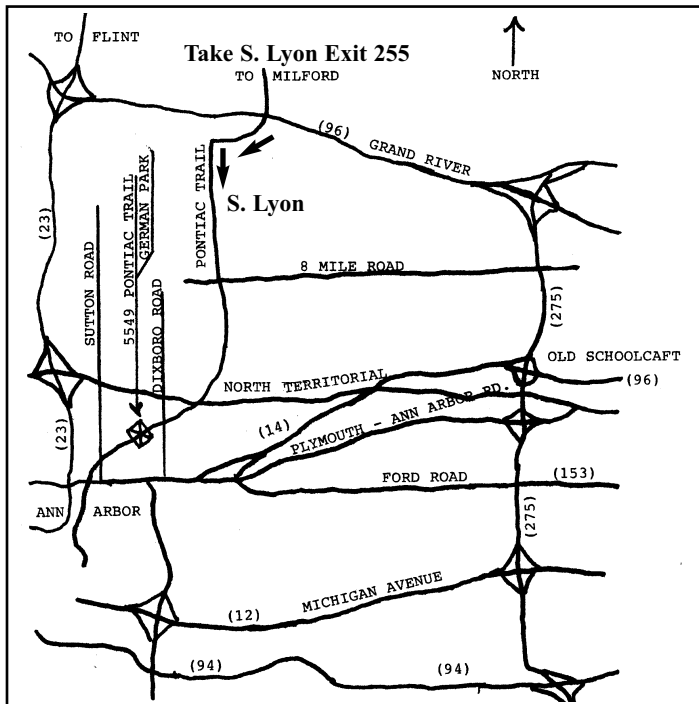 TO FLINT
Take S. Lyon Exit 255
TO MILFORD
NORTH
(96)
GRAND RIVER
S. Lyon
PONTIAC TRAIL
(23)
SUTTON ROAD
5549 PONTIAC TRAIL
GERMAN PARK
DIXBORO ROAD
8 MILE ROAD
(275)
OLD SCHOOLCAFT
(96)
NORTH TERRITORIAL
(14)
PLYMOUTH - ANN ARBOR RD.
(23)
FORD ROAD
(153)
ANN ARBOR
(275)
MICHIGAN AVENUE
(12)
(94)
(94)